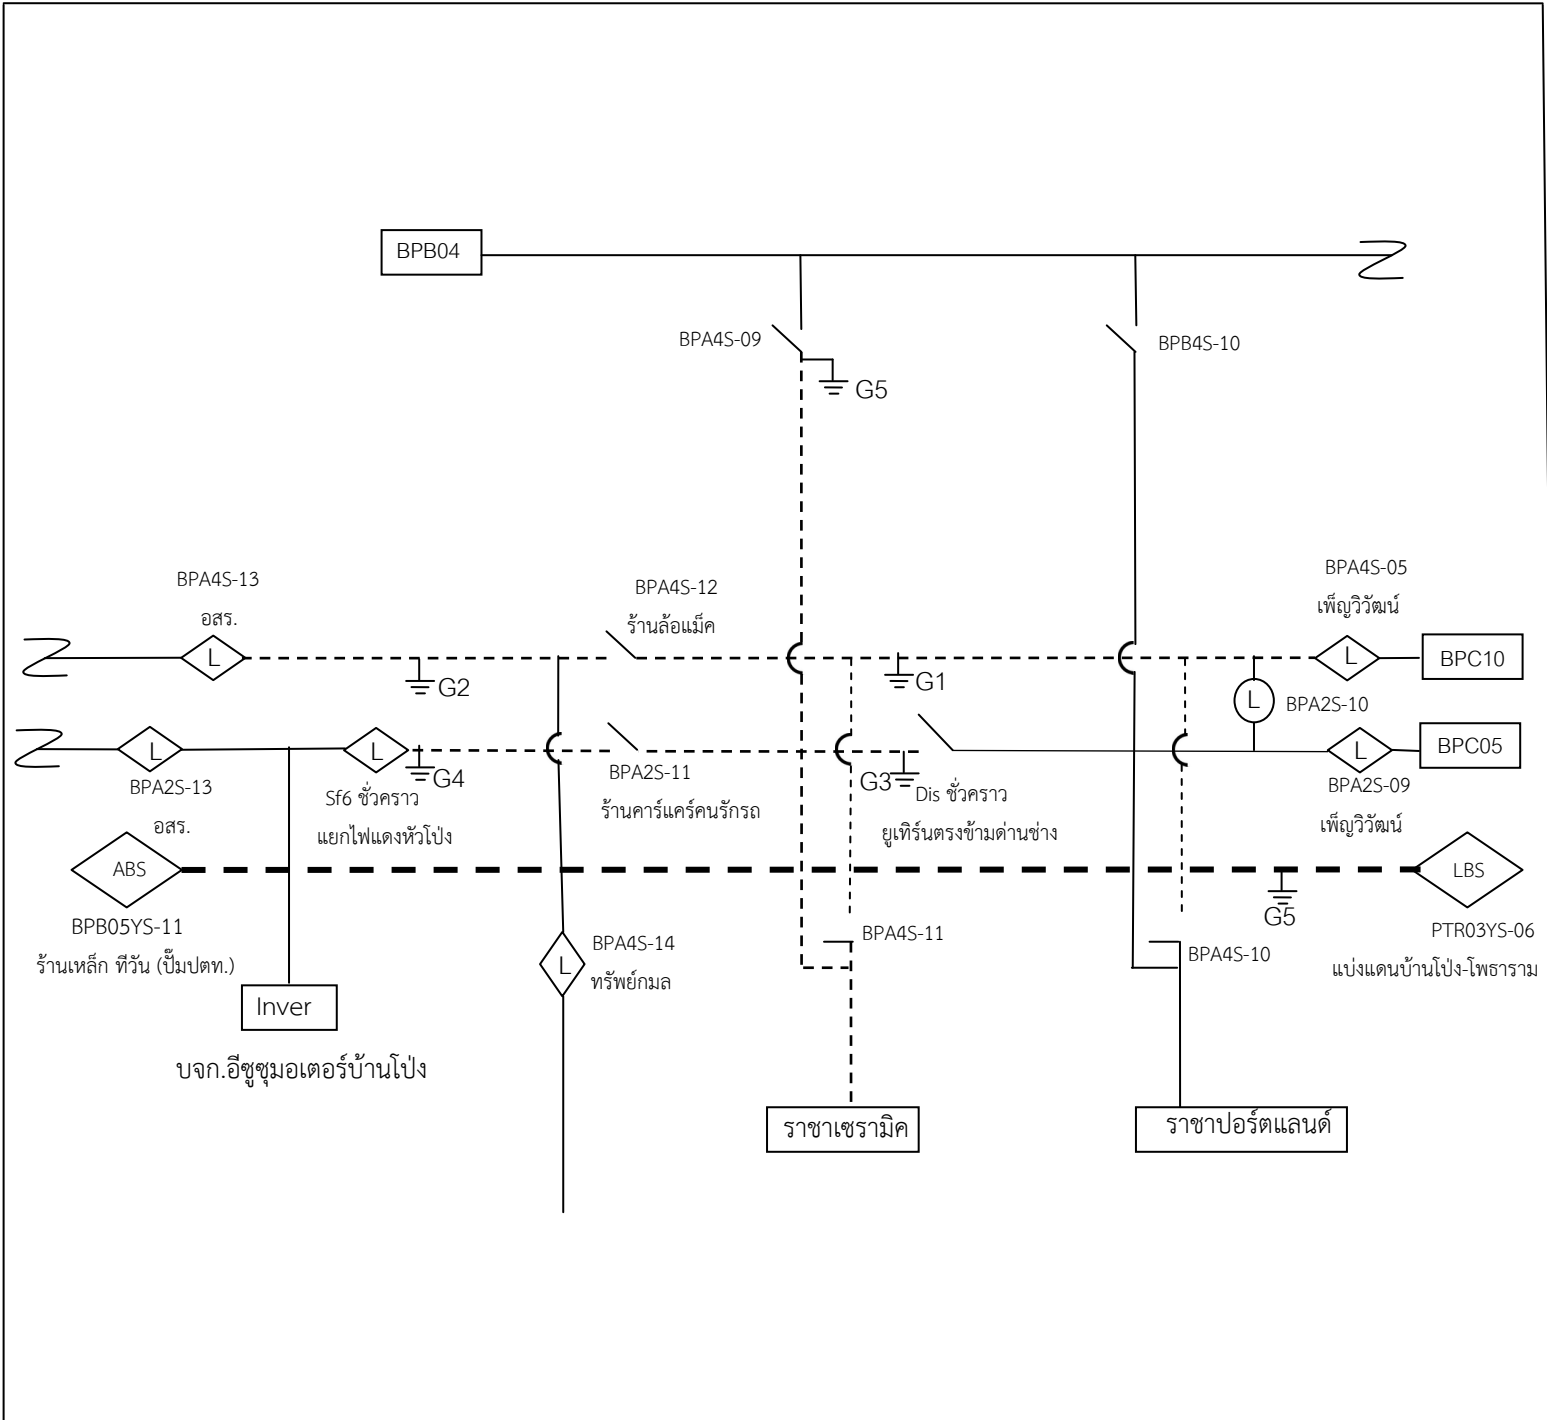 BPB04
BPA4S-09
BPB4S-10
G5
BPA4S-13
อสร.
L
BPA4S-12
ร้านล้อแม็ค
BPA4S-05
เพ็ญวิวัฒน์
L
BPC10
G2
G1
L
BPA2S-10
L
BPA2S-13
อสร.
L
Sf6 ชั่วคราว
แยกไฟแดงหัวโป่ง
G4
BPA2S-11
ร้านคาร์แคร์คนรักรถ
G3
Dis ชั่วคราว
ยูเทิร์นตรงข้ามด่านช่าง
L
BPC05
BPA2S-09
เพ็ญวิวัฒน์
ABS
BPB05YS-11
ร้านเหล็ก ทีวัน (ปั๊มปตท.)
G5
LBS
PTR03YS-06
แบ่งแดนบ้านโป่ง-โพธาราม
L
BPA4S-14
ทรัพย์กมล
BPA4S-11
BPA4S-10
Inver
บจก.อีซูซุมอเตอร์บ้านโป่ง
ราชาเซรามิค
ราชาปอร์ตแลนด์